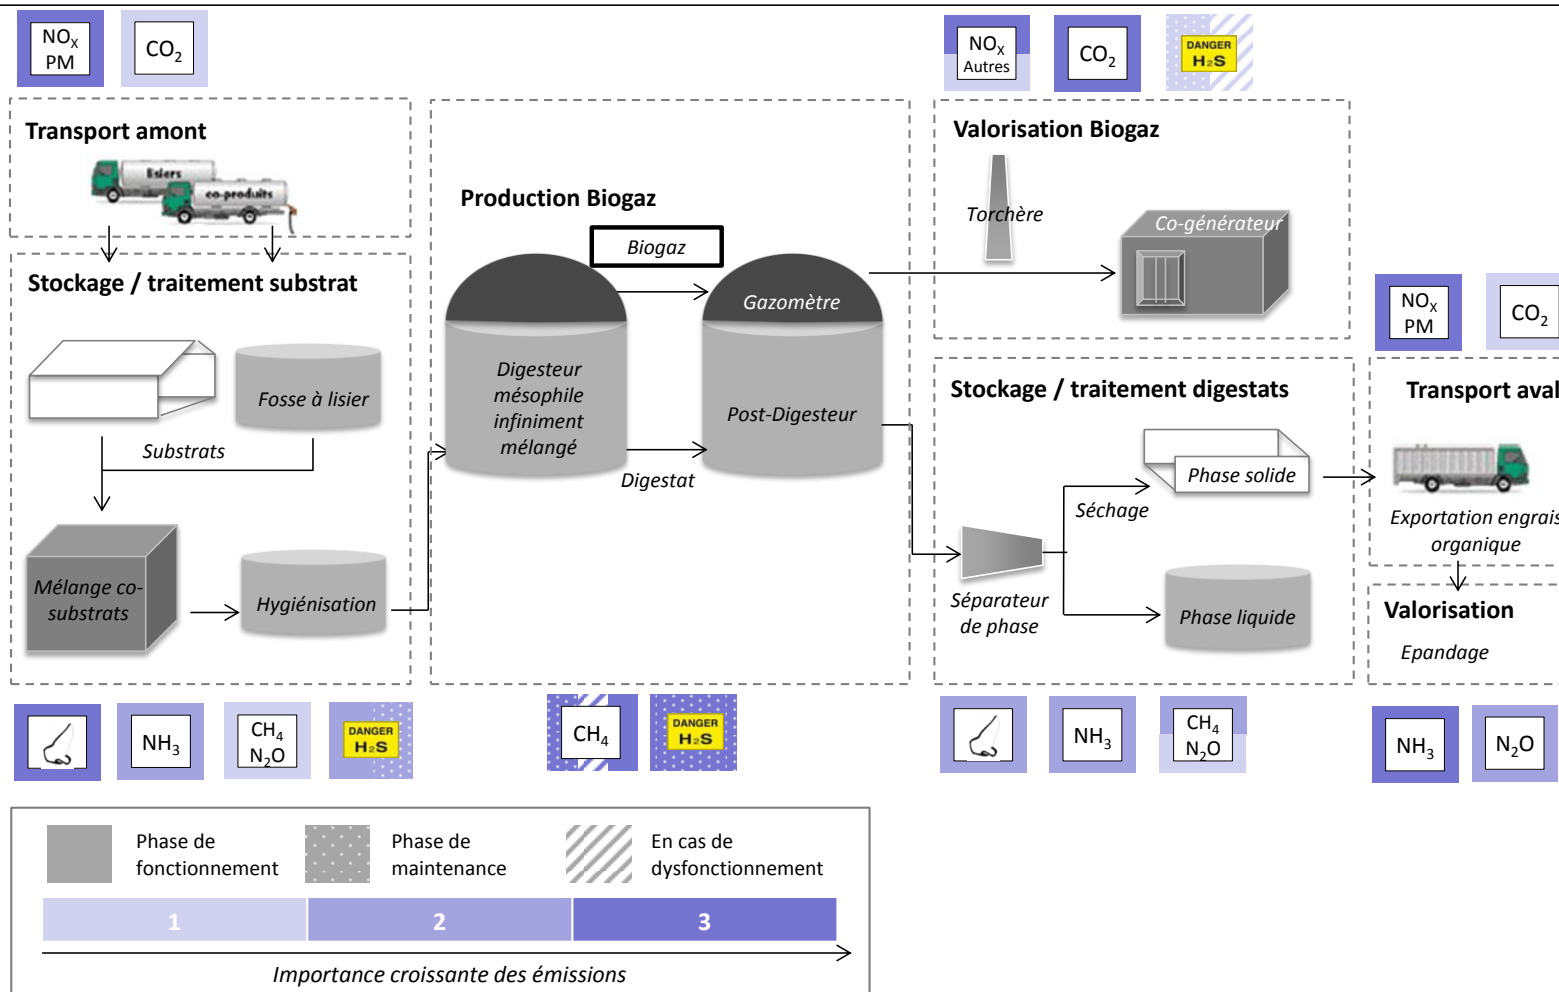 NOX
PM
CO2
NOX
Autres
CO2
DANGER
H2S
Transport amont
lisiers
co-produits
Stockage / traitement substrat
Fosse à lisier
Substrats
Mélange co-
substrats
Hygiénisation
Production Biogaz
Biogaz
Gazomètre
Digesteur
mésophile
infiniment
mélangé
Post-Digesteur
Digestat
Valorisation Biogaz
Torchère
Co-générateur
NOX
PM
CO2
Stockage / traitement digestats
Phase solide
Séchage
Séparateur
de phase
Phase liquide
Transport aval
Exportation engrais
organique
Valorisation
Epandage
NH3
CH4
N2O
DANGER
H2S
CH4
DANGER
H2S
NH3
CH4
N2O
NH3
N2O
Phase de
fonctionnement
Phase de
maintenance
En cas de
dysfonctionnement
1
2
3
Importance croissante des émissions